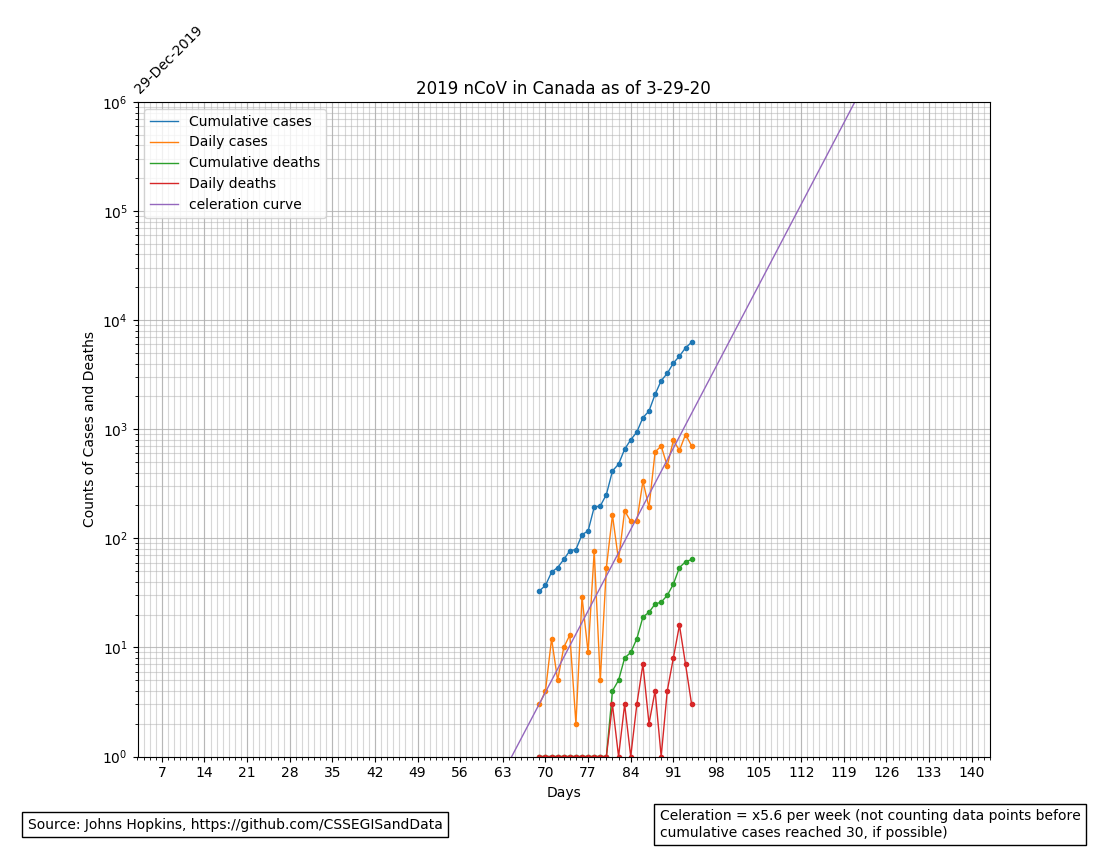 29-Dec-2019
2019 nCoV in Canada as of 3-29-20
Cumulative cases
Daily cases
Cumulative deaths
Daily deaths
celeration curve
Counts of Cases and Deaths
10^6
10^5
10^4
10^3
10^2
10^1
10^0
7 14 21 28 35 42 49 56 63 70 77 84 91 98 105 112 119 126 133 140
Days
Source: Johns Hopkins, https://github.com/CSSEGISandData
Celeration = x5.6 per week (not counting data points before
cumulative cases reached 30, if possible)